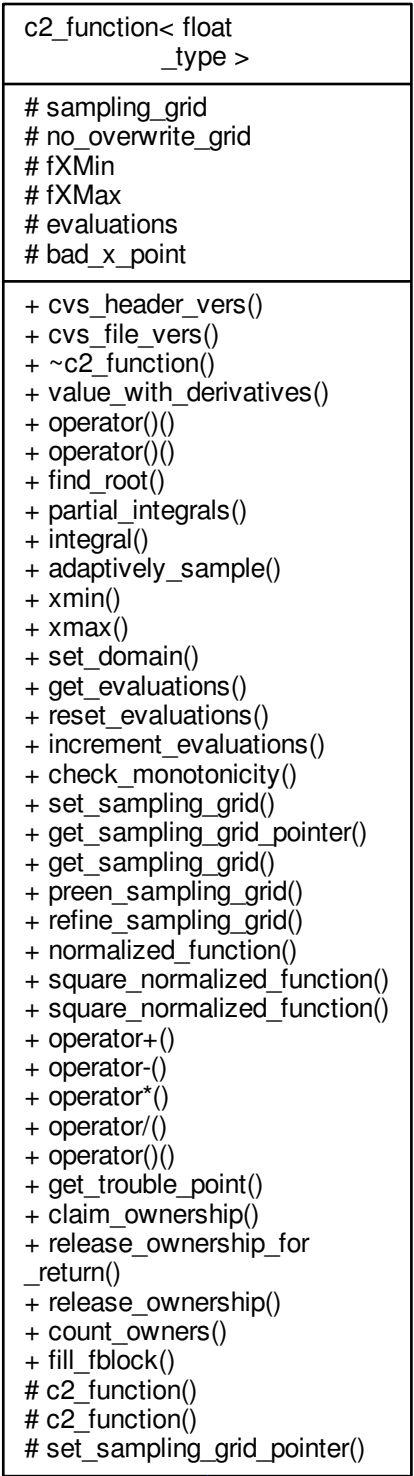 c2_function< float
_type >
# sampling_grid
# no_overwrite_grid
# fXMin
# fXMax
# evaluations
# bad_x_point
+ cvs_header_vers()
+ cvs_file_vers()
+ ~c2_function()
+ value_with_derivatives()
+ operator()()
+ operator()()
+ find_root()
+ partial_integrals()
+ integral()
+ adaptively_sample()
+ xmin()
+ xmax()
+ set_domain()
+ get_evaluations()
+ reset_evaluations()
+ increment_evaluations()
+ check_monotonicity()
+ set_sampling_grid()
+ get_sampling_grid_pointer()
+ get_sampling_grid()
+ preen_sampling_grid()
+ refine_sampling_grid()
+ normalized_function()
+ square_normalized_function()
+ square_normalized_function()
+ operator+()
+ operator-()
+ operator*()
+ operator/()
+ operator()()
+ get_trouble_point()
+ claim_ownership()
+ release_ownership_for
_return()
+ release_ownership()
+ count_owners()
+ fill_fblock()
# c2_function()
# c2_function()
# set_sampling_grid_pointer()